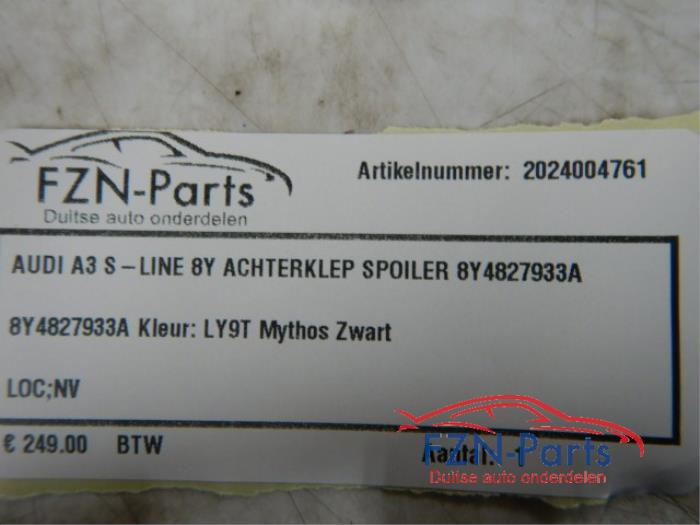 FZN-Parts
Duitse auto onderdelen
Artikelnummer: 2024004761
AUDI A3 S-LINE 8Y ACHTERKLEP SPOILER 8Y4827933A
8Y4827933A Kleur: LY9T Mythos Zwart
LOC;NV
€ 249.00 BTW
Aantal:
FZN-Parts
Duitse auto onderdelen